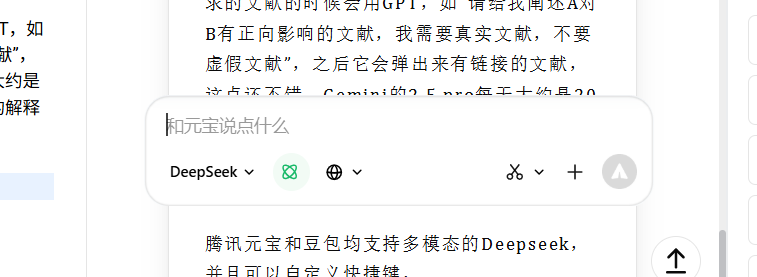 T，如
献”，
大约是
的解释
求的文献的时候会用GPT，如“请给我阐述A对
B有正向影响的文献，我需要真实文献，不要
虚假文献”，之后它会弹出来有链接的文献，
这点还不错，Gemini的2.5 pro每天大约是20
和元宝说点什么
DeepSeek
腾讯元宝和豆包均支持多模态的Deepseek，
并且可以自定义快捷键。